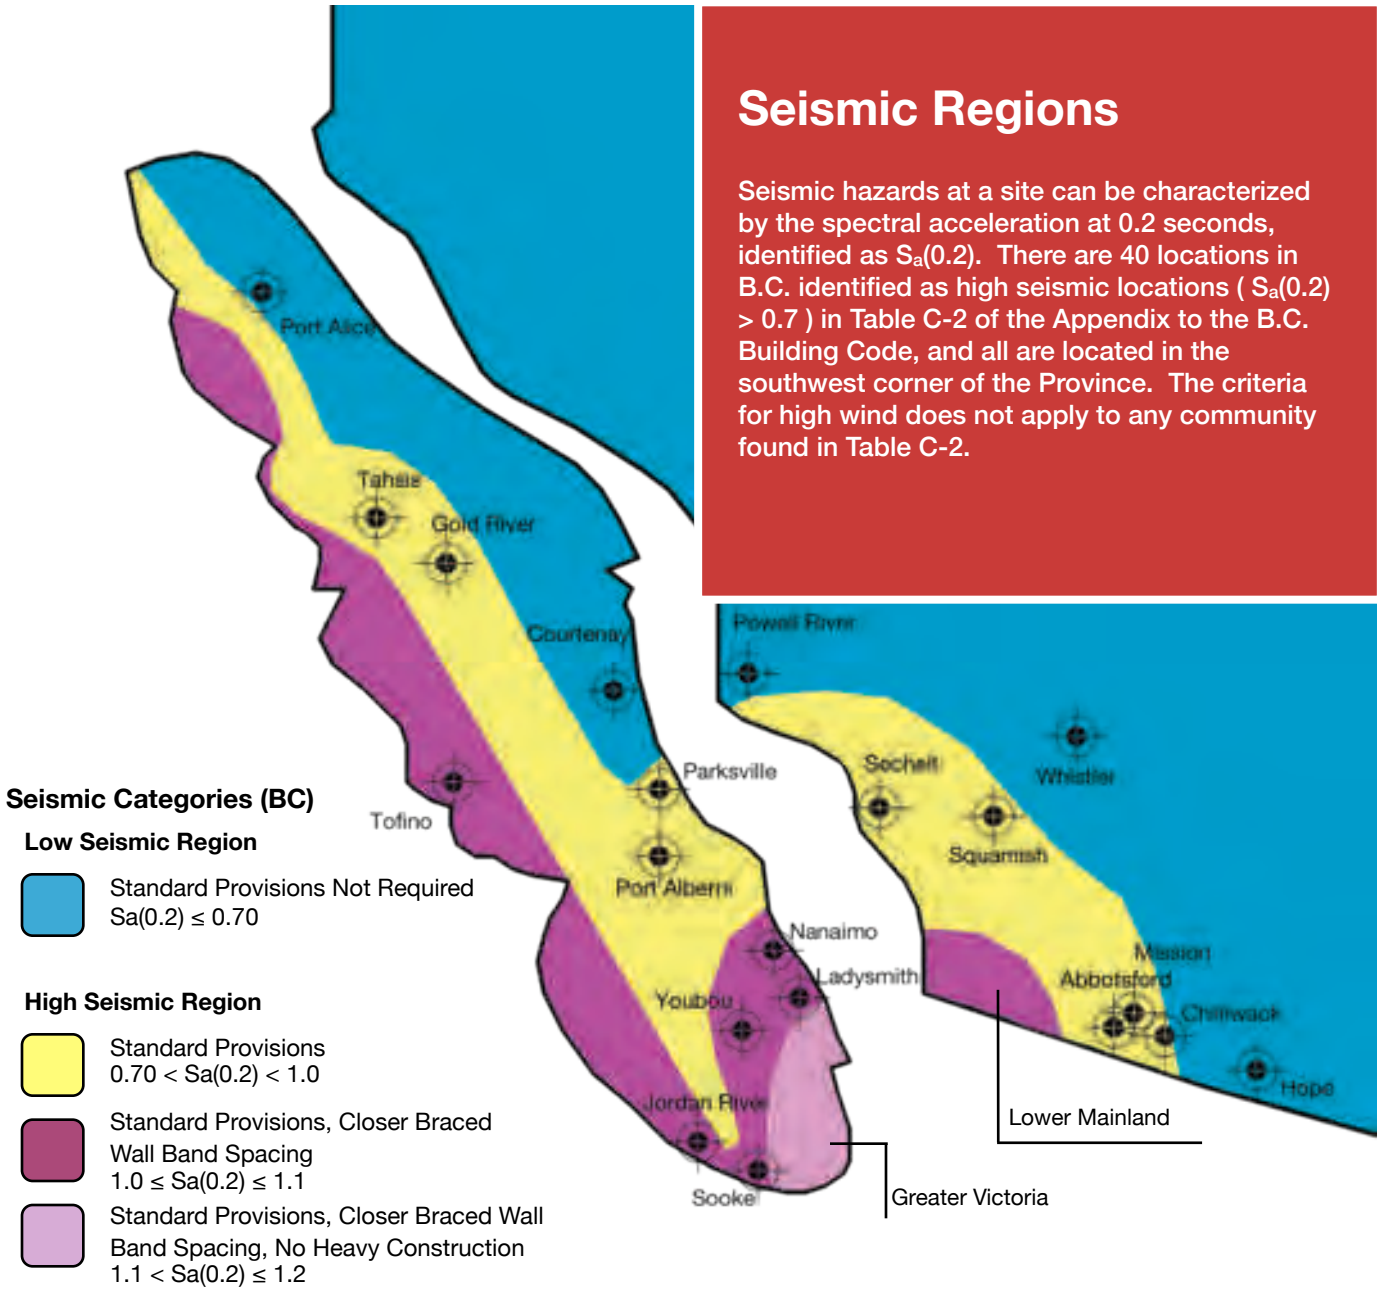 Seismic Regions
Seismic hazards at a site can be characterized
by the spectral acceleration at 0.2 seconds,
identified as Sa(0.2).  There are 40 locations in
B.C. identified as high seismic locations ( Sa(0.2)
> 0.7 ) in Table C-2 of the Appendix to the B.C.
Building Code, and all are located in the
southwest corner of the Province.  The criteria
for high wind does not apply to any community
found in Table C-2.
Port Alice
Tahsis
Gold River
Courtenay
Powell River
Parksville
Sechelt
Whistler
Tofino
Squamish
Port Alberni
Nanaimo
Ladysmith
Youbou
Mission
Abbotsford
Chilliwack
Hope
Jordan River
Sooke
Lower Mainland
Greater Victoria
Seismic Categories (BC)
Low Seismic Region
Standard Provisions Not Required
Sa(0.2) ≤ 0.70
High Seismic Region
Standard Provisions
0.70 < Sa(0.2) < 1.0
Standard Provisions, Closer Braced
Wall Band Spacing
1.0 ≤ Sa(0.2) ≤ 1.1
Standard Provisions, Closer Braced Wall
Band Spacing, No Heavy Construction
1.1 < Sa(0.2) ≤ 1.2